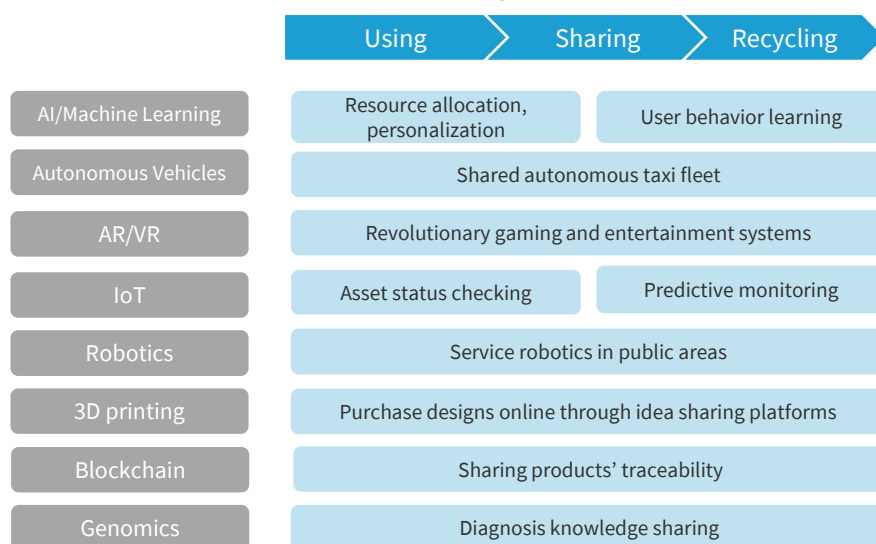 Using
Sharing
Recycling
AI/Machine Learning
Resource allocation,
personalization
User behavior learning
Autonomous Vehicles
Shared autonomous taxi fleet
AR/VR
Revolutionary gaming and entertainment systems
IoT
Asset status checking
Predictive monitoring
Robotics
Service robotics in public areas
3D printing
Purchase designs online through idea sharing platforms
Blockchain
Sharing products’ traceability
Genomics
Diagnosis knowledge sharing